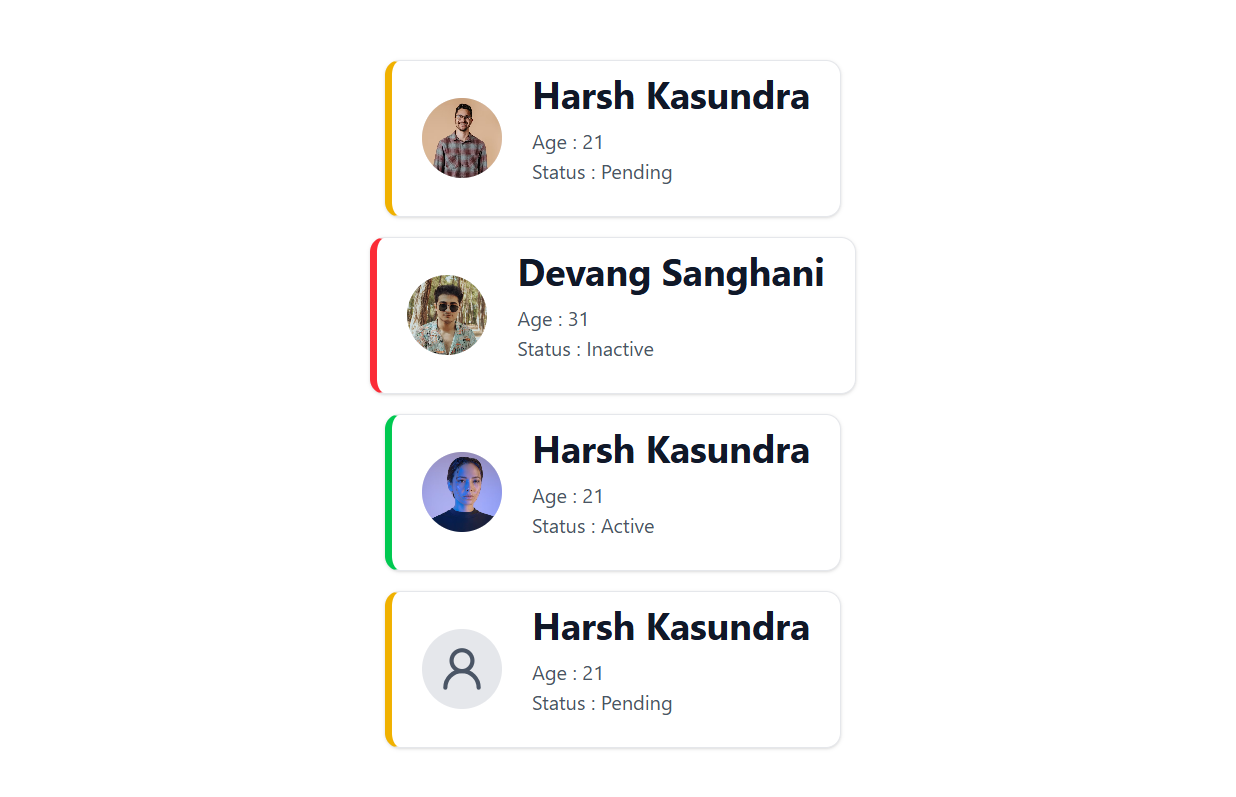 Harsh Kasundra
Age : 21
Status : Pending
Devang Sanghani
Age : 31
Status : Inactive
Harsh Kasundra
Age : 21
Status : Active
Harsh Kasundra
Age : 21
Status : Pending